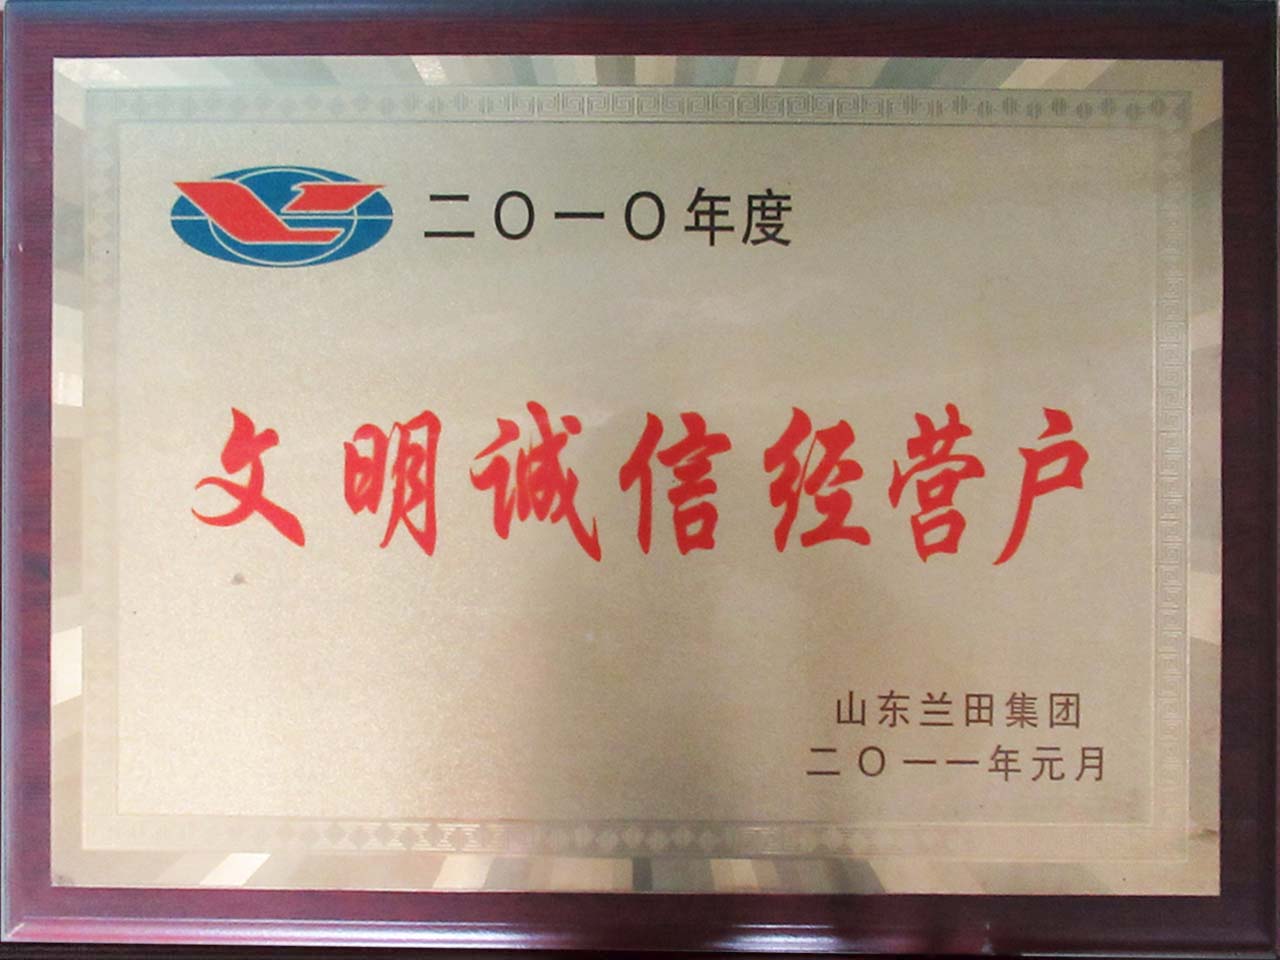 二〇一〇年度
文明诚信经营户
山东兰田集团
二〇一一年元月